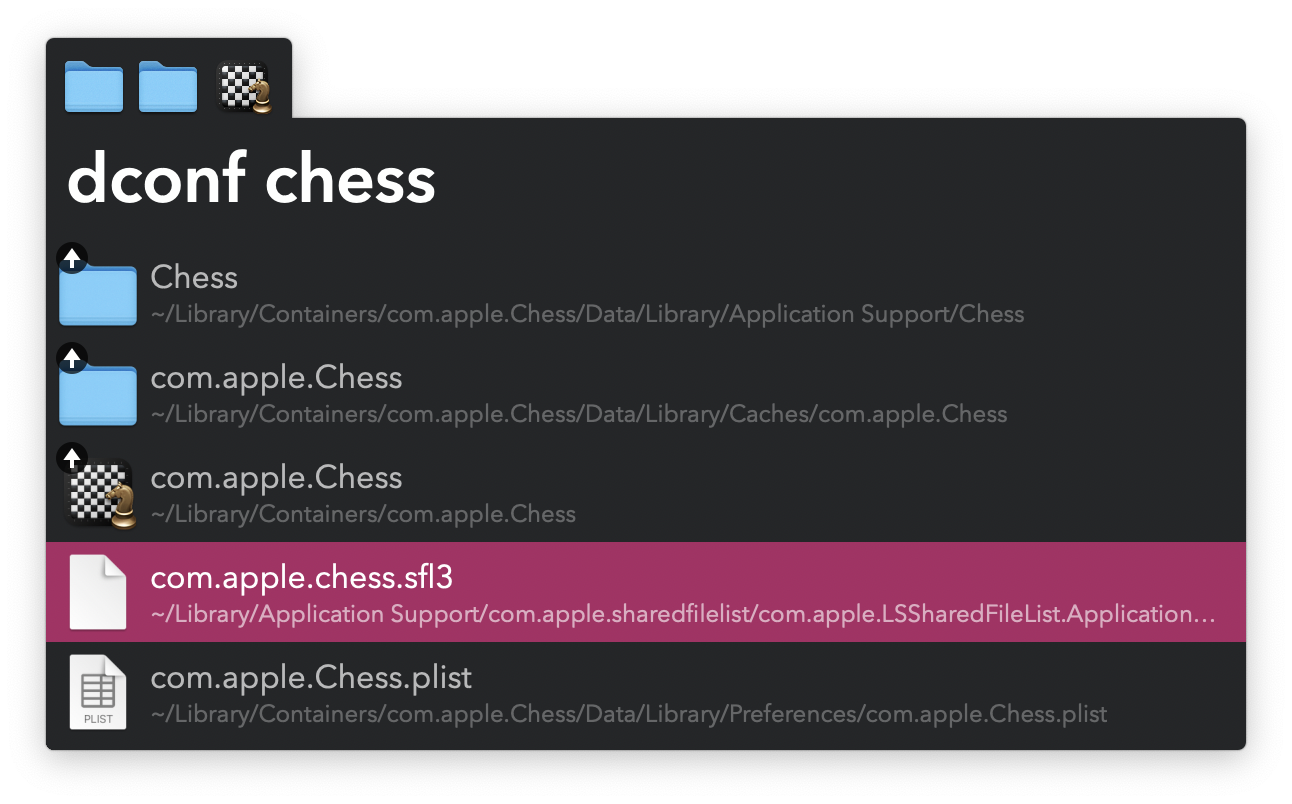 dconf chess
Chess
~/Library/Containers/com.apple.Chess/Data/Library/Application Support/Chess
com.apple.Chess
~/Library/Containers/com.apple.Chess/Data/Library/Caches/com.apple.Chess
com.apple.Chess
~/Library/Containers/com.apple.Chess
com.apple.chess.sfl3
~/Library/Application Support/com.apple.sharedfilelist/com.apple.LSSharedFileList.Application…
com.apple.Chess.plist
~/Library/Containers/com.apple.Chess/Data/Library/Preferences/com.apple.Chess.plist
PLIST